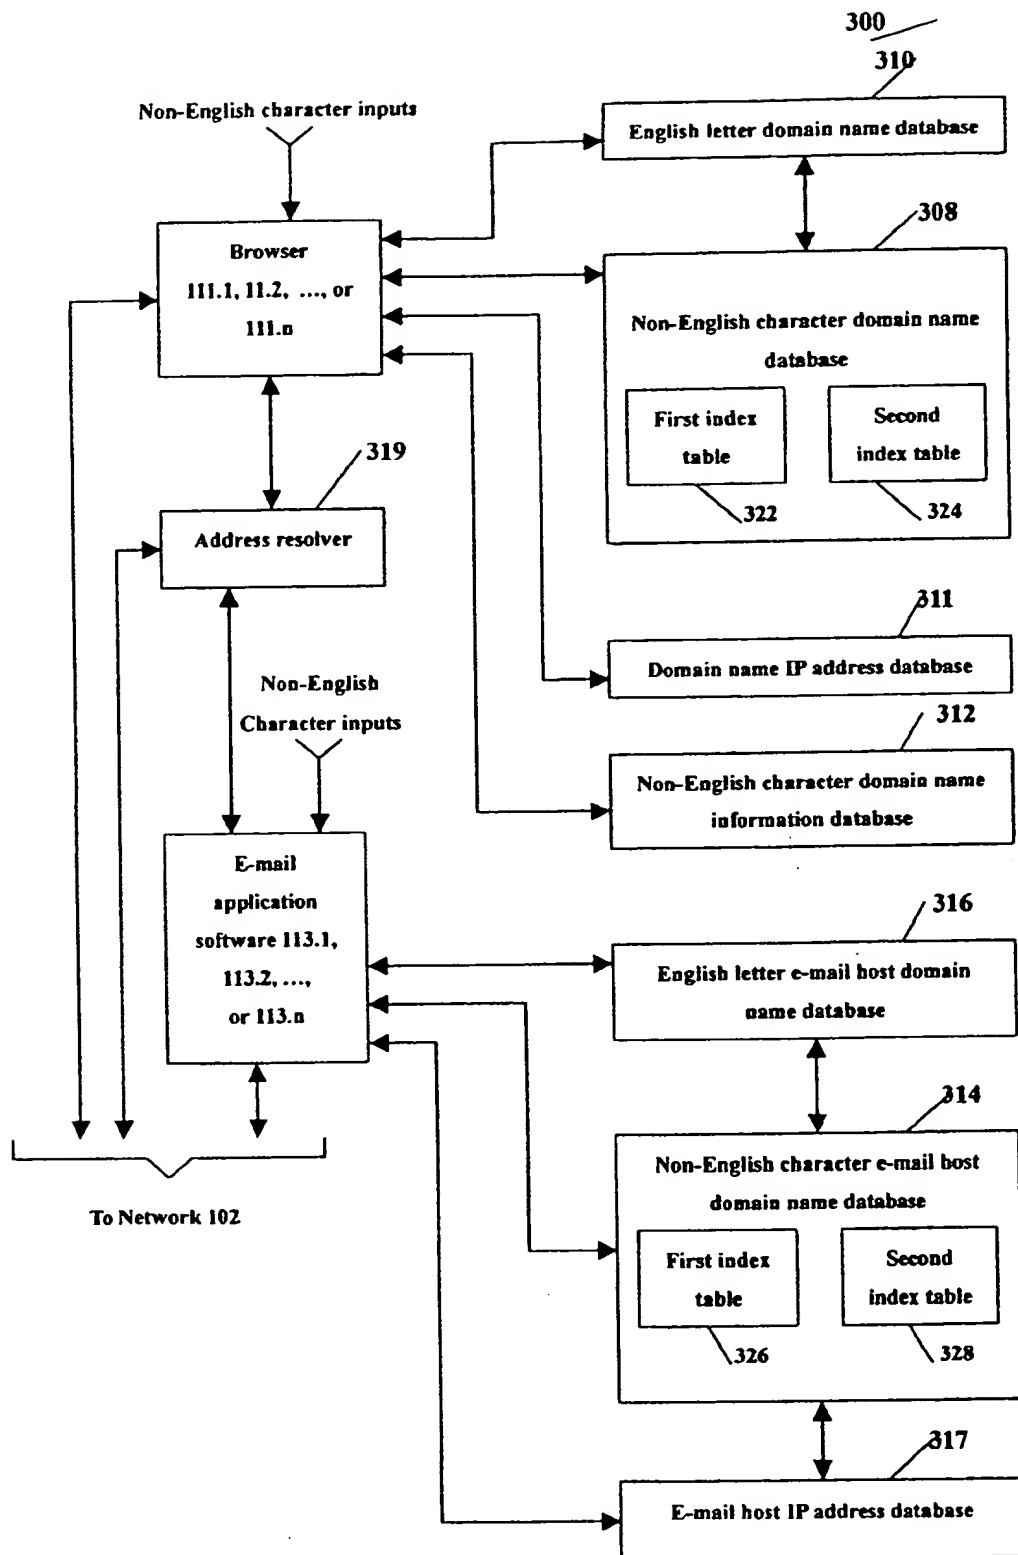 300
310
Non-English character inputs
English letter domain name database
308
Browser
111.1, 11.2, ..., or
111.n
Non-English character domain name
database
First index
table
322
Second
index table
324
319
Address resolver
311
Domain name IP address database
Non-English
Character inputs
312
Non-English character domain name
information database
E-mail
application
software 113.1,
113.2, ...,
or 113.n
316
English letter e-mail host domain
name database
314
Non-English character e-mail host
domain name database
First index
table
326
Second
index table
328
To Network 102
317
E-mail host IP address database